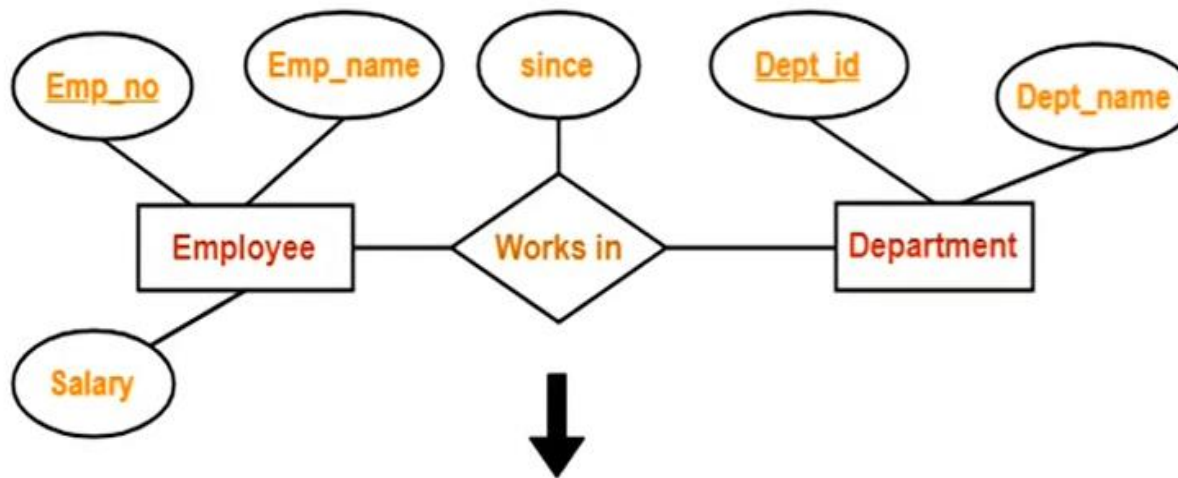 Emp_no
Emp_name
since
Dept_id
Dept_name
Employee
Works in
Department
Salary